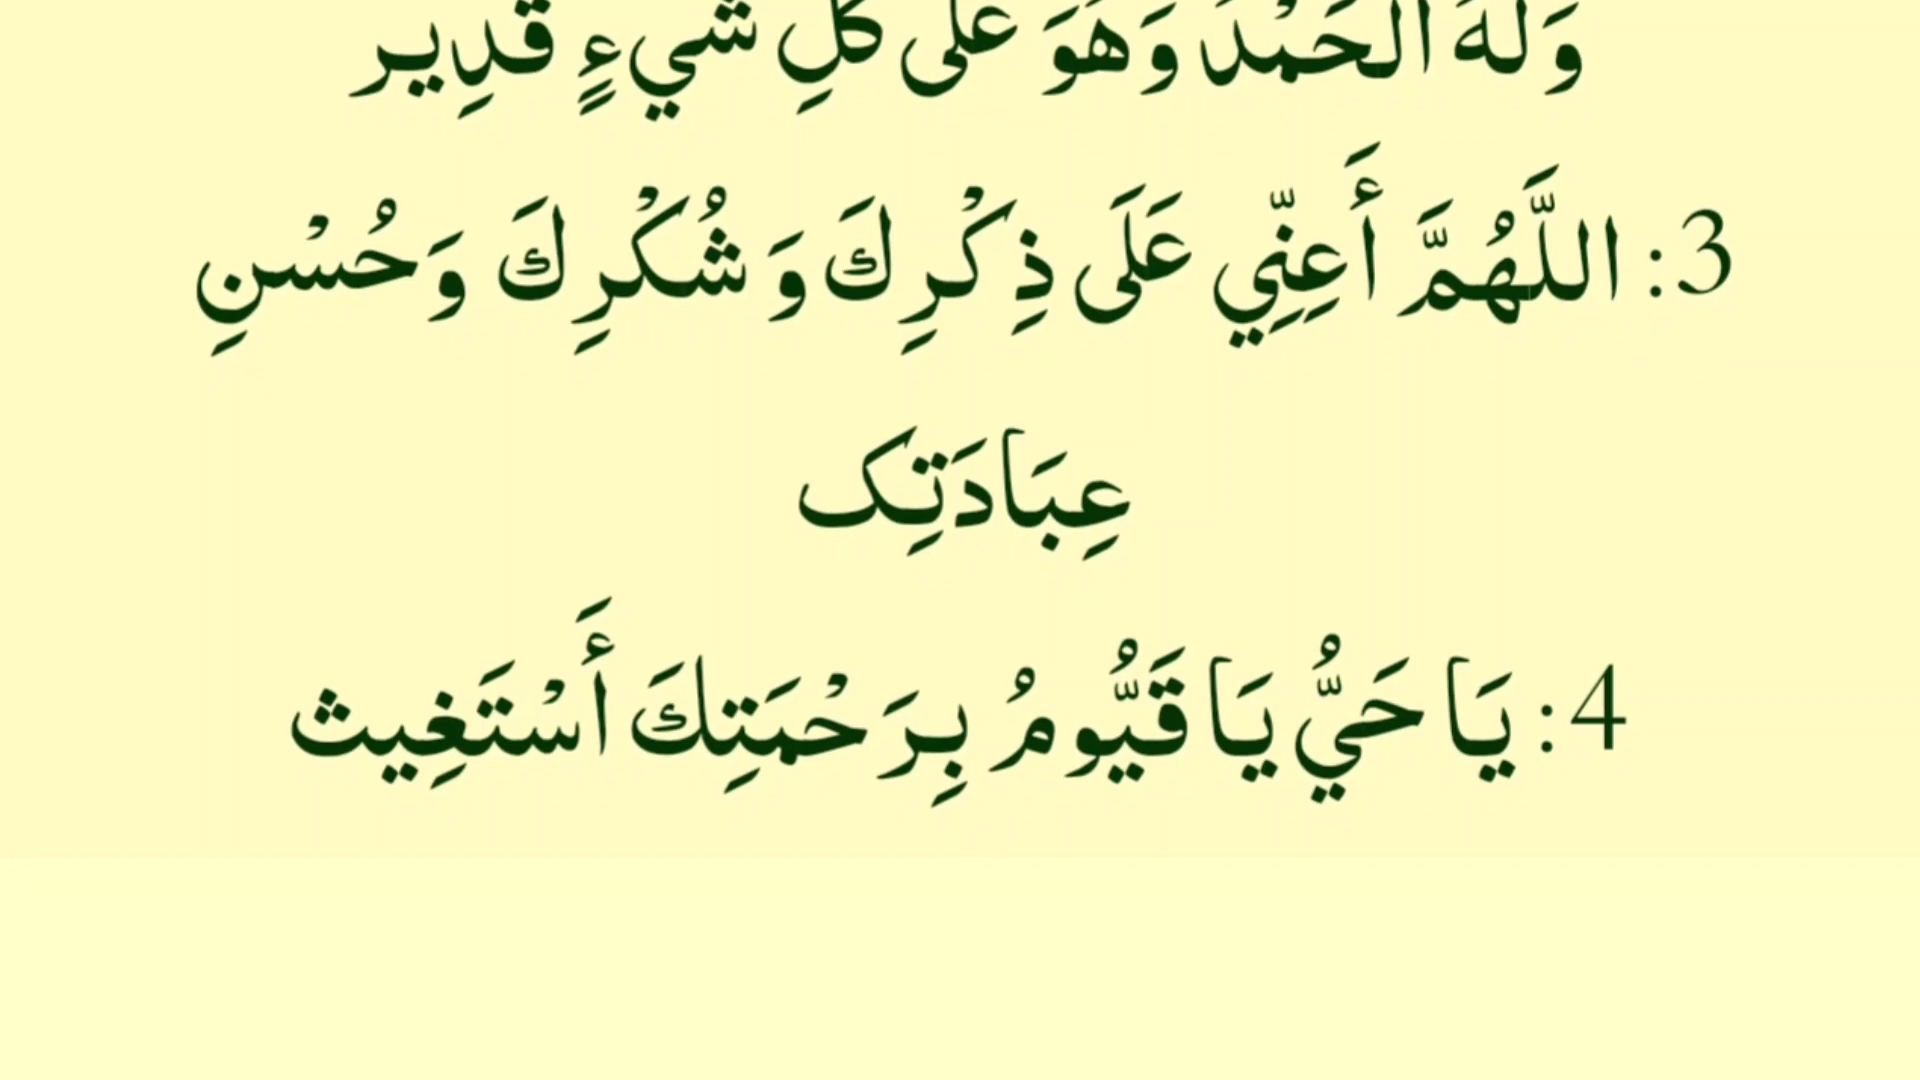 وَلَهُ الْحَمْدُ وَهُوَ عَلَى كُلِّ شَيْءٍ قَدِير
3: اللَّهُمَّ أَعِنِّي عَلَى ذِكْرِكَ وَ شُكْرِكَ وَحُسْنِ
عِبَادَتِک
4: يَا حَيُّ يَا قَيُّومُ بِرَحْمَتِكَ أَسْتَغِيث